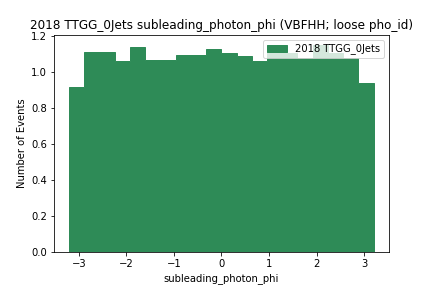 2018 TTGG_0Jets subleading_photon_phi (VBFHH; loose pho_id)
1.2
2018 TTGG_0Jets
1.0
0.8
Number of Events
0.6
0.4
0.2
0.0
−3 −2 −1 0 1 2 3
subleading_photon_phi